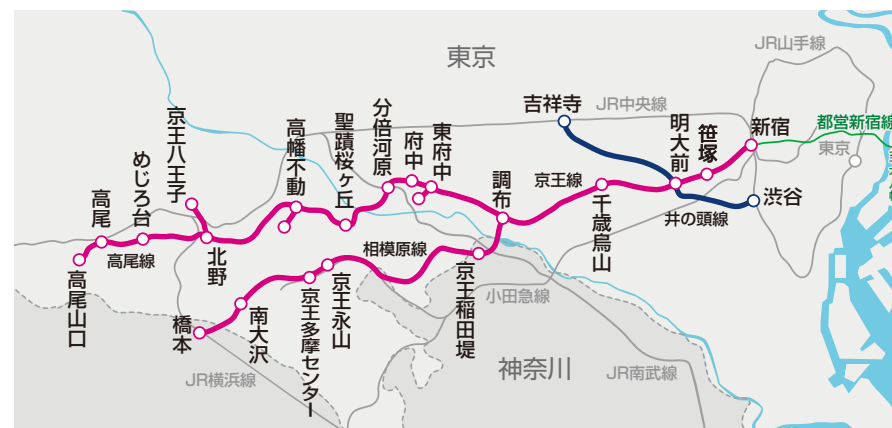 東京
JR山手線
吉祥寺
JR中央線
新宿
都営新宿線
東京
笹塚
明大前
渋谷
井の頭線
京王線
千歳烏山
調布
東府中
府中
分倍河原
聖蹟桜ヶ丘
高幡不動
京王八王子
めじろ台
高尾
高尾線
北野
高尾山口
相模原線
京王稲田堤
小田急線
京王永山
京王多摩センター
南大沢
橋本
JR横浜線
神奈川
JR南武線